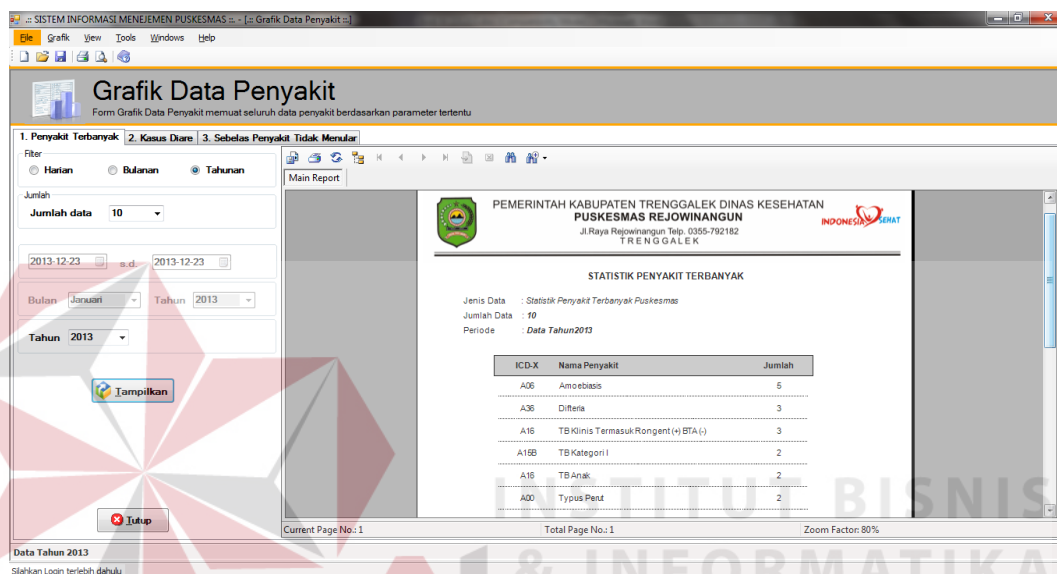 .:: SISTEM INFORMASI MENEJEMEN PUSKESMAS ::. - [.:: Grafik Data Penyakit ::.]
File Grafik View Tools Windows Help
Grafik Data Penyakit
Form Grafik Data Penyakit memuat seluruh data penyakit berdasarkan parameter tertentu
1. Penyakit Terbanyak 2. Kasus Diare 3. Sebelas Penyakit Tidak Menular
Filter
Harian Bulanan Tahunan
Jumlah
Jumlah data 10
2013-12-23 s.d. 2013-12-23
Bulan Januari Tahun 2013
Tahun 2013
Tampilkan
Tutup
Main Report
PEMERINTAH KABUPATEN TRENGGALEK DINAS KESEHATAN
PUSKESMAS REJOWINANGUN
Jl.Raya Rejowinangun Telp. 0355-792182
TRENGGALEK
INDONESIA SEHAT
STATISTIK PENYAKIT TERBANYAK
Jenis Data : Statistik Penyakit Terbanyak Puskesmas
Jumlah Data : 10
Periode : Data Tahun2013
ICD-X Nama Penyakit Jumlah
A06 Amoebiasis 5
A36 Difteria 3
A16 TB Klinis Termasuk Rongent (+) BTA (-) 3
A15B TB Kategori I 2
A16 TB Anak 2
A00 Typus Perut 2
Current Page No.: 1 Total Page No.: 1 Zoom Factor: 80%
Data Tahun 2013
Silahkan Login terlebih dahulu
INSTITUT BISNIS
& INFORMATIKA